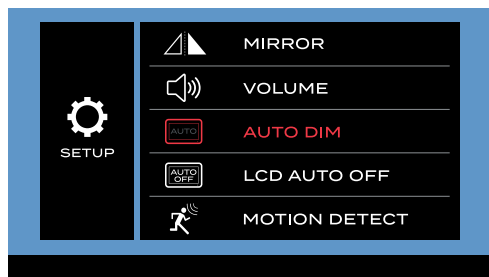 MIRROR
VOLUME
AUTO
AUTO DIM
SETUP
AUTO
OFF
LCD AUTO OFF
MOTION DETECT